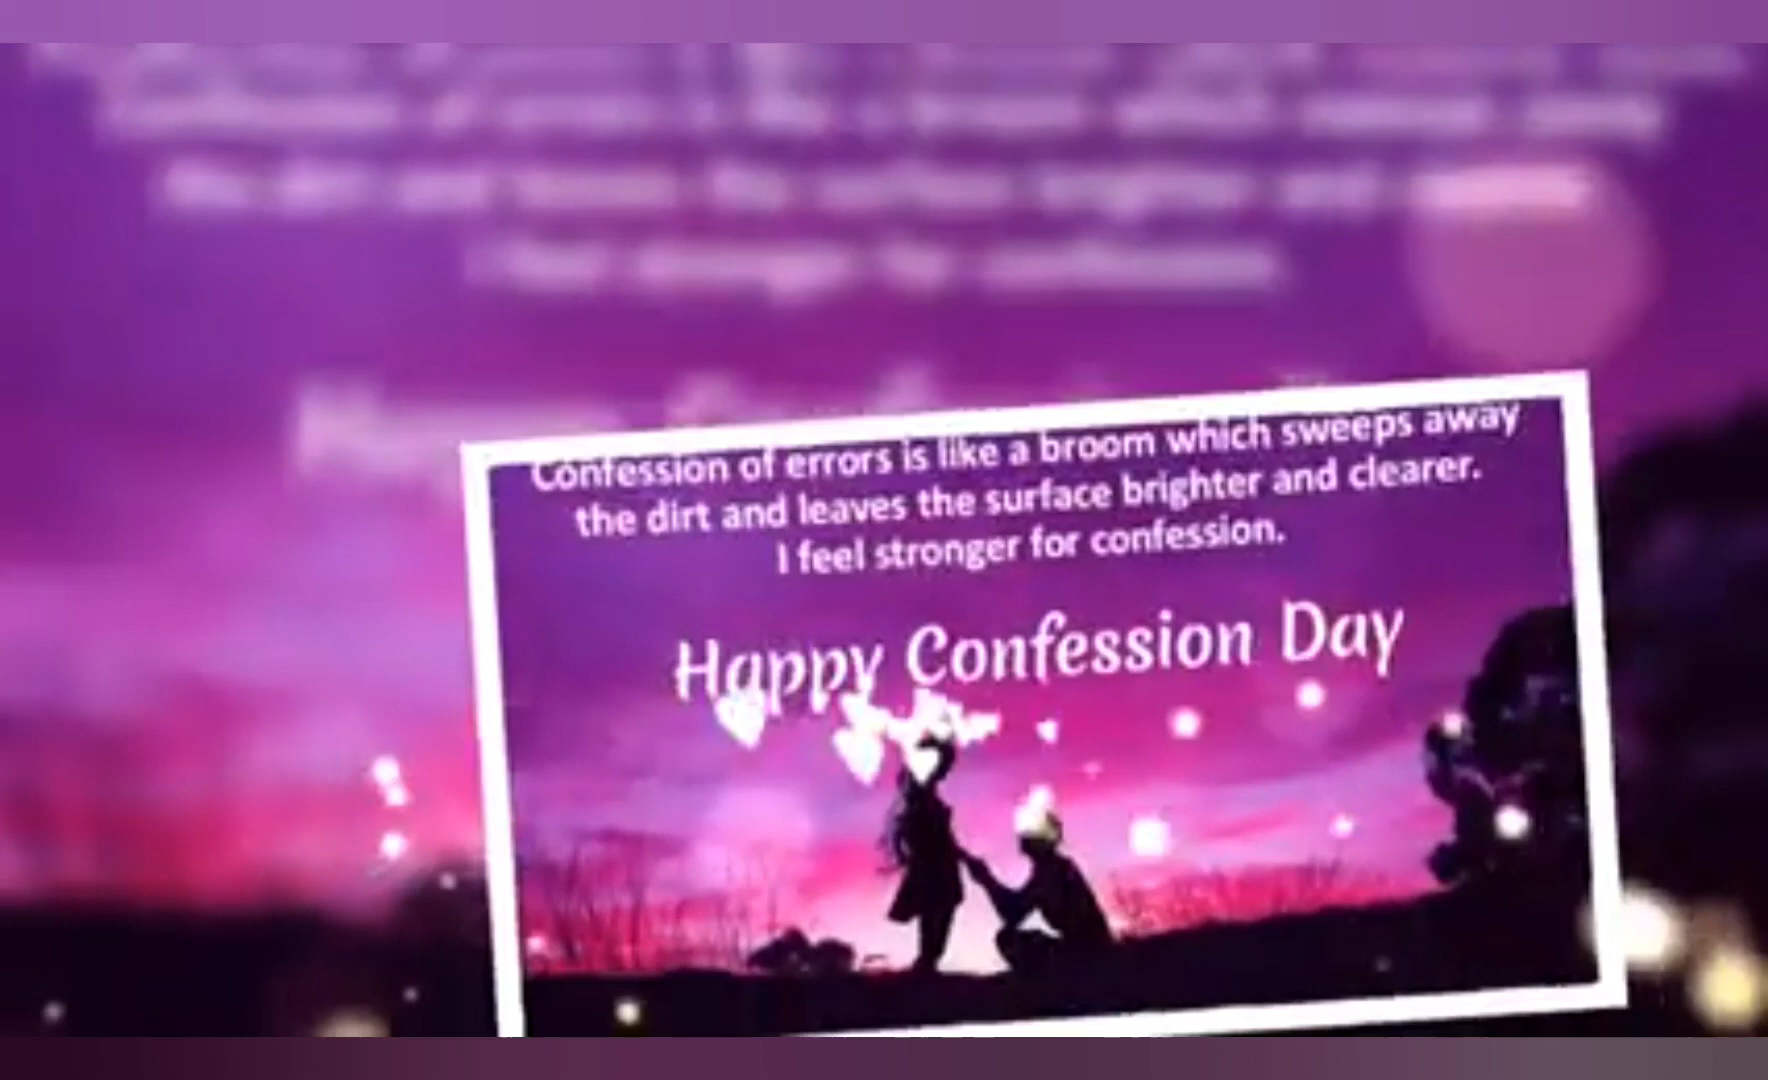 Confession of errors is like a broom which sweeps away
the dirt and leaves the surface brighter and clearer.
I feel stronger for confession.
Happy Confession Day